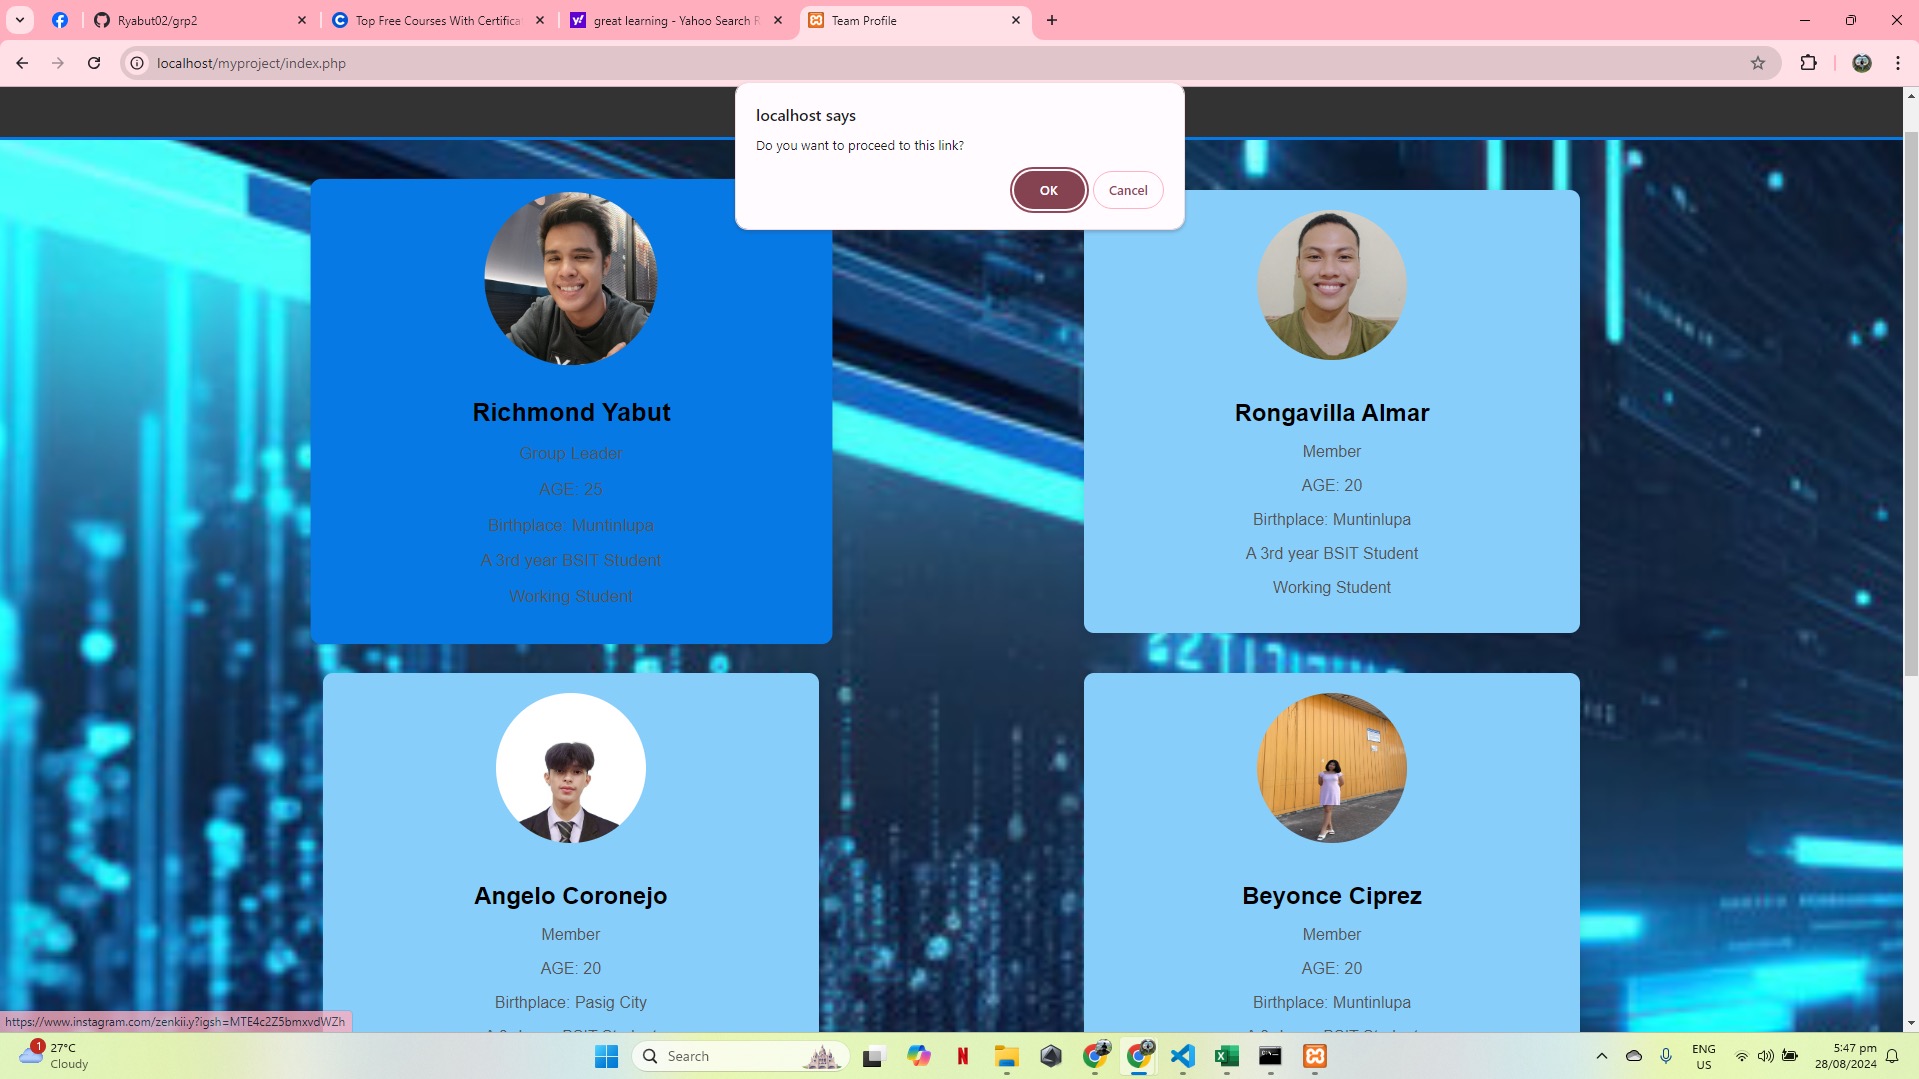 Ryabut02/grp2
Top Free Courses With Certifica
great learning - Yahoo Search R
Team Profile
localhost/myproject/index.php
localhost says
Do you want to proceed to this link?
OK
Cancel
Richmond Yabut
Group Leader
AGE: 25
Birthplace: Muntinlupa
A 3rd year BSIT Student
Working Student
Rongavilla Almar
Member
AGE: 20
Birthplace: Muntinlupa
A 3rd year BSIT Student
Working Student
Angelo Coronejo
Member
AGE: 20
Birthplace: Pasig City
Beyonce Ciprez
Member
AGE: 20
Birthplace: Muntinlupa
https://www.instagram.com/zenkii.y?igsh=MTE4c2Z5bmxvdWZh
1
27°C
Cloudy
Search
ENG
US
5:47 pm
28/08/2024